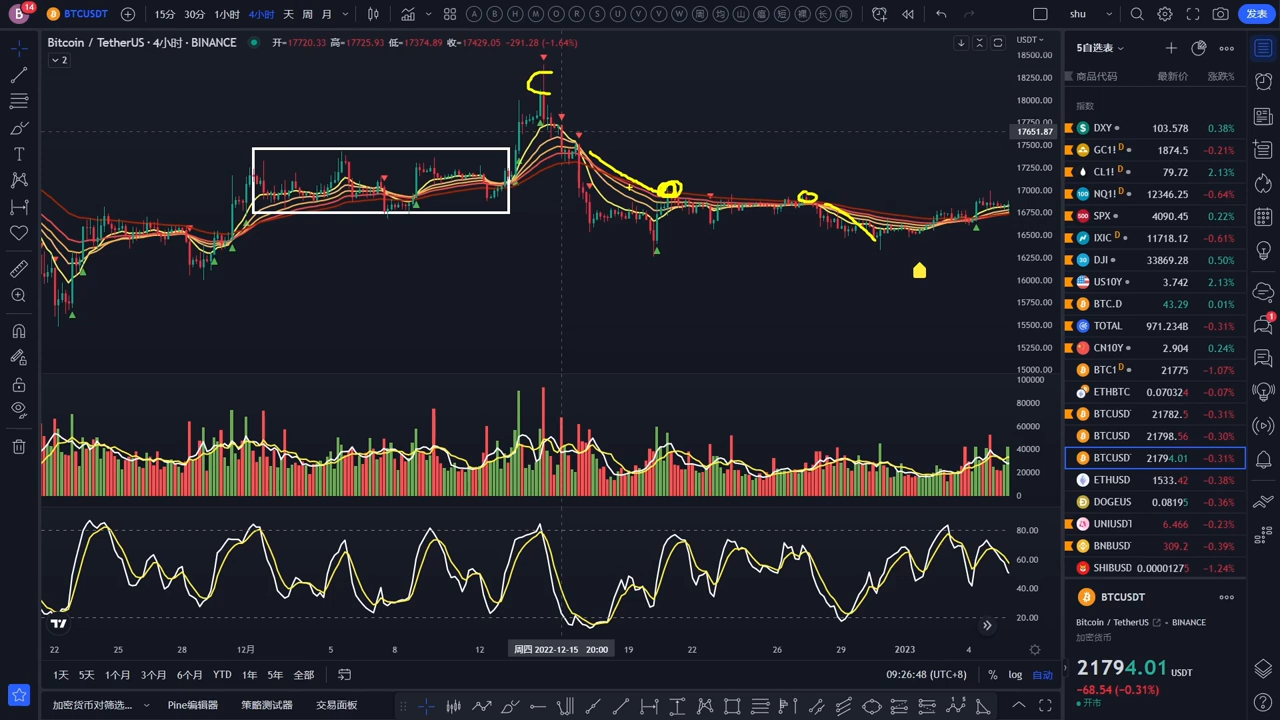 B 14 BTCUSDT 15分 30分 1小时 4小时 天 周 月 shu 发表
Bitcoin / TetherUS · 4小时 · BINANCE 开=17720.33 高=17725.93 低=17374.89 收=17429.05 -291.28 (-1.64%)
2
USDT
18500.00
18250.00
18000.00
17750.00
17651.87
17500.00
17250.00
17000.00
16750.00
16500.00
16250.00
16000.00
15750.00
15500.00
15250.00
15000.00
100000
80000
60000
40000
20000
0
80.00
60.00
40.00
20.00
22 25 28 12月 5 8 12 周四 2022-12-15 20:00 19 22 26 29 2023 4
1天 5天 1个月 3个月 6个月 YTD 1年 5年 全部 09:26:48 (UTC+8) % log 自动
加密货币对筛选... Pine编辑器 策略测试器 交易面板
5自选表
商品代码 最新价 涨跌%
指数
DXY 103.578 0.38%
GC1! D 1874.5 -0.21%
CL1! D 79.72 2.13%
NQ1! D 12346.25 -0.64%
SPX 4090.45 0.22%
IXIC D 11718.12 -0.61%
DJI 33869.28 0.50%
US10Y 3.742 2.13%
BTC.D 43.29 0.01%
TOTAL 971.234B -0.31%
CN10Y 2.904 0.24%
BTC1 D 21775 -1.07%
ETHBTC 0.070324 -0.07%
BTCUSD 21782.5 -0.31%
BTCUSD 21798.56 -0.30%
BTCUSD 21794.01 -0.31%
ETHUSD 1533.42 -0.38%
DOGEUS 0.08195 -0.36%
UNIUSD1 6.466 -0.23%
BNBUSD 309.2 -0.39%
SHIBUSD 0.00001275 -1.24%
BTCUSDT
Bitcoin / TetherUS · BINANCE
加密货币
21794.01 USDT
-68.54 (-0.31%)
开市
1